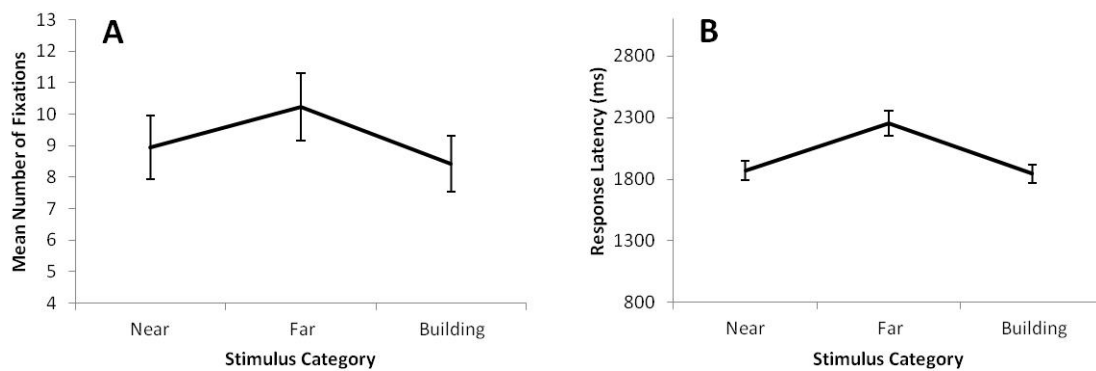 A
Mean Number of Fixations
13
12
11
10
9
8
7
6
5
4
Near Far Building
Stimulus Category
B
Response Latency (ms)
2800
2300
1800
1300
800
Near Far Building
Stimulus Category